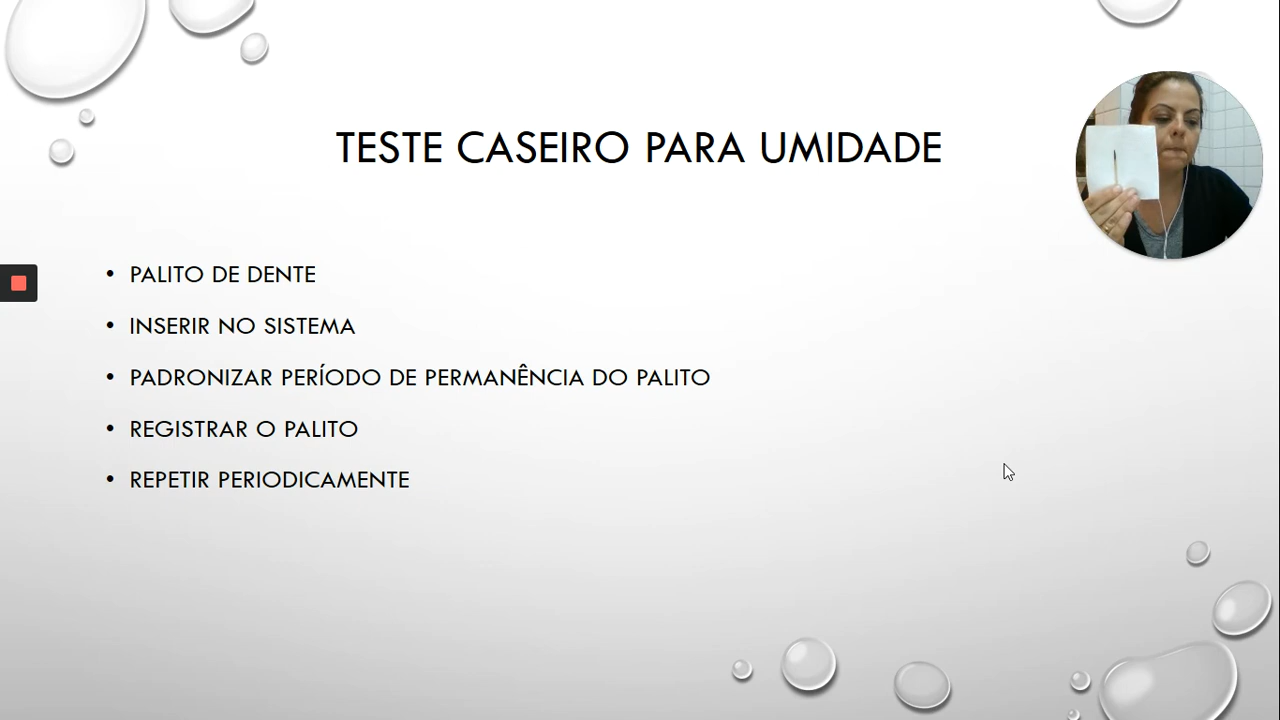 TESTE CASEIRO PARA UMIDADE
• PALITO DE DENTE
• INSERIR NO SISTEMA
• PADRONIZAR PERÍODO DE PERMANÊNCIA DO PALITO
• REGISTRAR O PALITO
• REPETIR PERIODICAMENTE